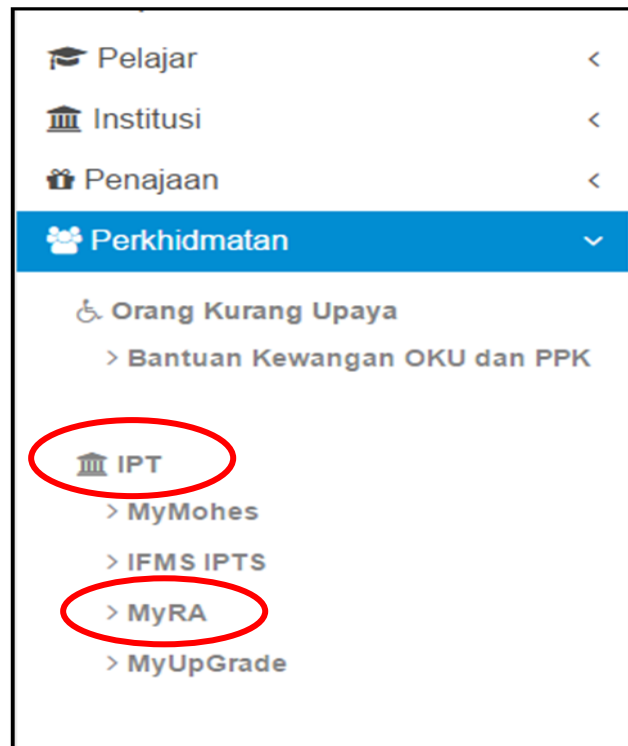 Pelajar
Institusi
Penajaan
Perkhidmatan
Orang Kurang Upaya
> Bantuan Kewangan OKU dan PPK
IPT
> MyMohes
> IFMS IPTS
> MyRA
> MyUpGrade